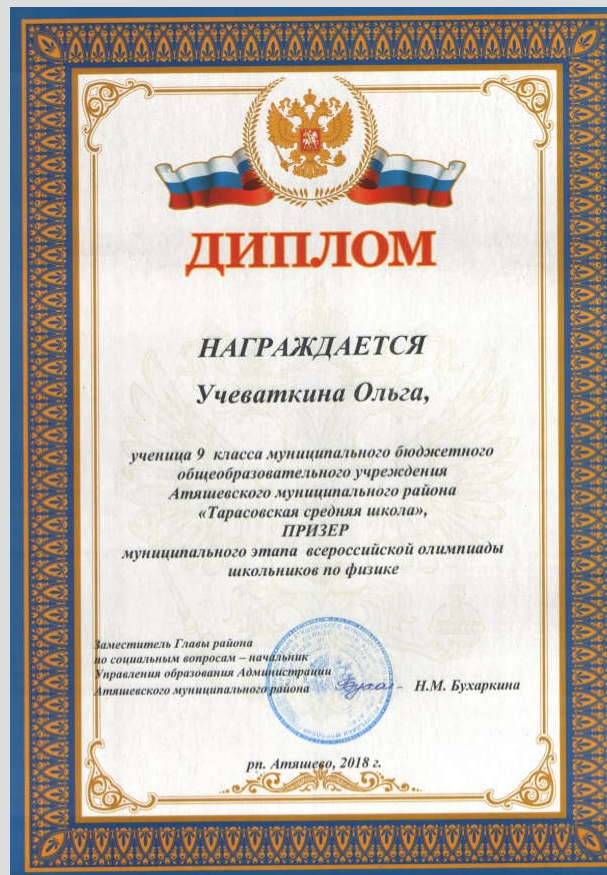 ДИПЛОМ
НАГРАЖДАЕТСЯ
Учеваткина Ольга,
ученица 9 класса муниципального бюджетного
общеобразовательного учреждения
Атяшевского муниципального района
«Тарасовская средняя школа»,
ПРИЗЕР
муниципального этапа всероссийской олимпиады
школьников по физике
Заместитель Главы района
по социальным вопросам – начальник
Управления образования Администрации
Атяшевского муниципального района Н.М. Бухаркина
рп. Атяшево, 2018 г.